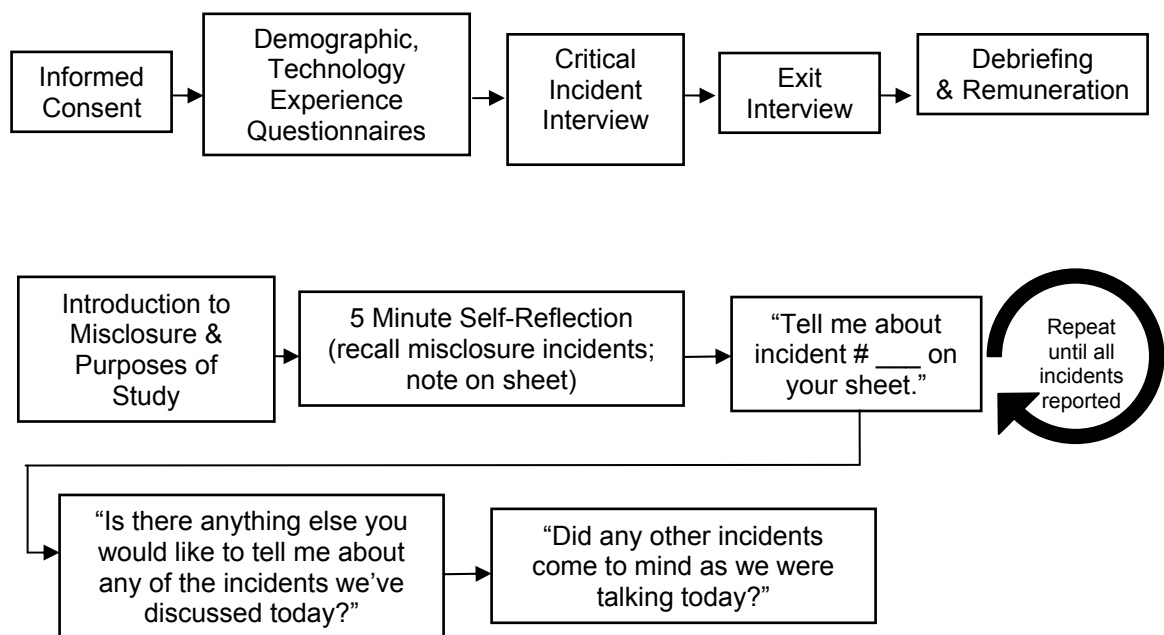 Informed
Consent
Demographic,
Technology
Experience
Questionnaires
Critical
Incident
Interview
Exit
Interview
Debriefing
& Remuneration
Introduction to
Misclosure &
Purposes of
Study
5 Minute Self-Reflection
(recall misclosure incidents;
note on sheet)
“Tell me about
incident # ___ on
your sheet.”
Repeat
until all
incidents
reported
“Is there anything else you
would like to tell me about
any of the incidents we’ve
discussed today?”
“Did any other incidents
come to mind as we were
talking today?”